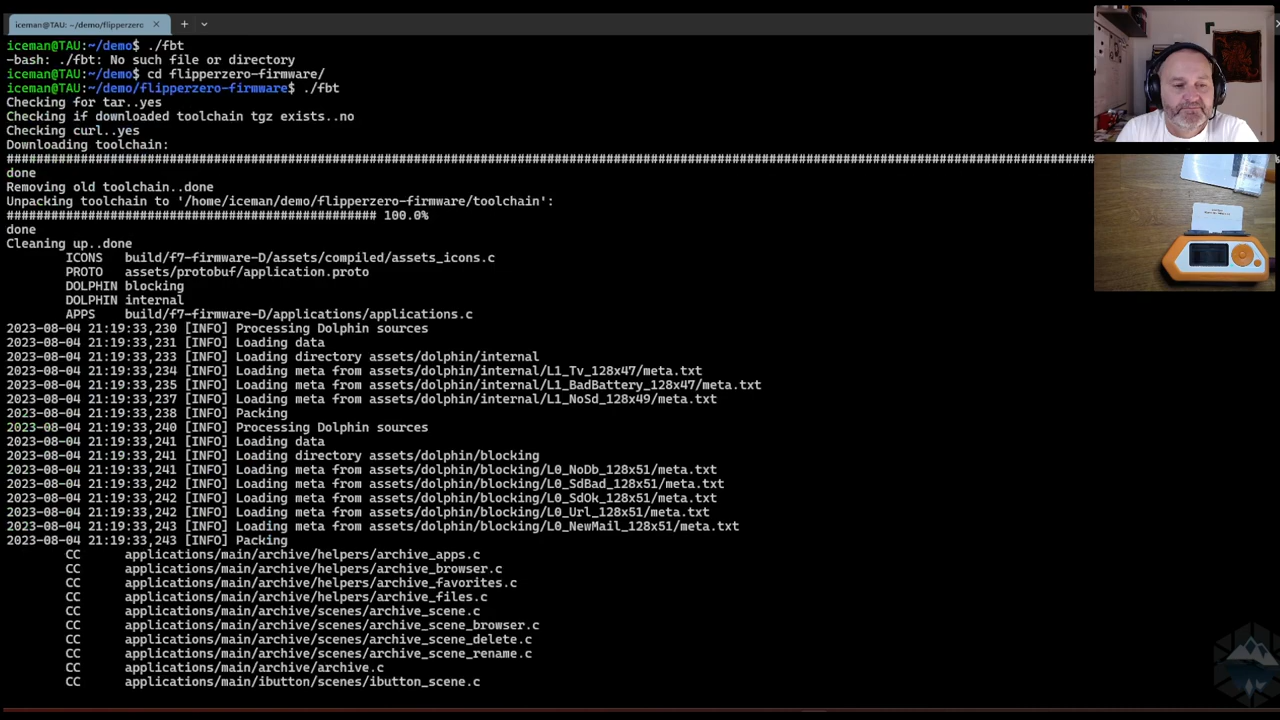 iceman@TAU: ~/demo/flipperzero
iceman@TAU:~/demo$ ./fbt
-bash: ./fbt: No such file or directory
iceman@TAU:~/demo$ cd flipperzero-firmware/
iceman@TAU:~/demo/flipperzero-firmware$ ./fbt
Checking for tar..yes
Checking if downloaded toolchain tgz exists..no
Checking curl..yes
Downloading toolchain:
done
Removing old toolchain..done
Unpacking toolchain to '/home/iceman/demo/flipperzero-firmware/toolchain':
################################################## 100.0%
done
Cleaning up..done
ICONS build/f7-firmware-D/assets/compiled/assets_icons.c
PROTO assets/protobuf/application.proto
DOLPHIN blocking
DOLPHIN internal
APPS build/f7-firmware-D/applications/applications.c
2023-08-04 21:19:33,230 [INFO] Processing Dolphin sources
2023-08-04 21:19:33,231 [INFO] Loading data
2023-08-04 21:19:33,233 [INFO] Loading directory assets/dolphin/internal
2023-08-04 21:19:33,234 [INFO] Loading meta from assets/dolphin/internal/L1_Tv_128x47/meta.txt
2023-08-04 21:19:33,235 [INFO] Loading meta from assets/dolphin/internal/L1_BadBattery_128x47/meta.txt
2023-08-04 21:19:33,237 [INFO] Loading meta from assets/dolphin/internal/L1_NoSd_128x49/meta.txt
2023-08-04 21:19:33,238 [INFO] Packing
2023-08-04 21:19:33,240 [INFO] Processing Dolphin sources
2023-08-04 21:19:33,241 [INFO] Loading data
2023-08-04 21:19:33,241 [INFO] Loading directory assets/dolphin/blocking
2023-08-04 21:19:33,241 [INFO] Loading meta from assets/dolphin/blocking/L0_NoDb_128x51/meta.txt
2023-08-04 21:19:33,242 [INFO] Loading meta from assets/dolphin/blocking/L0_SdBad_128x51/meta.txt
2023-08-04 21:19:33,242 [INFO] Loading meta from assets/dolphin/blocking/L0_SdOk_128x51/meta.txt
2023-08-04 21:19:33,242 [INFO] Loading meta from assets/dolphin/blocking/L0_Url_128x51/meta.txt
2023-08-04 21:19:33,243 [INFO] Loading meta from assets/dolphin/blocking/L0_NewMail_128x51/meta.txt
2023-08-04 21:19:33,243 [INFO] Packing
CC applications/main/archive/helpers/archive_apps.c
CC applications/main/archive/helpers/archive_browser.c
CC applications/main/archive/helpers/archive_favorites.c
CC applications/main/archive/helpers/archive_files.c
CC applications/main/archive/scenes/archive_scene.c
CC applications/main/archive/scenes/archive_scene_browser.c
CC applications/main/archive/scenes/archive_scene_delete.c
CC applications/main/archive/scenes/archive_scene_rename.c
CC applications/main/archive/archive.c
CC applications/main/ibutton/scenes/ibutton_scene.c